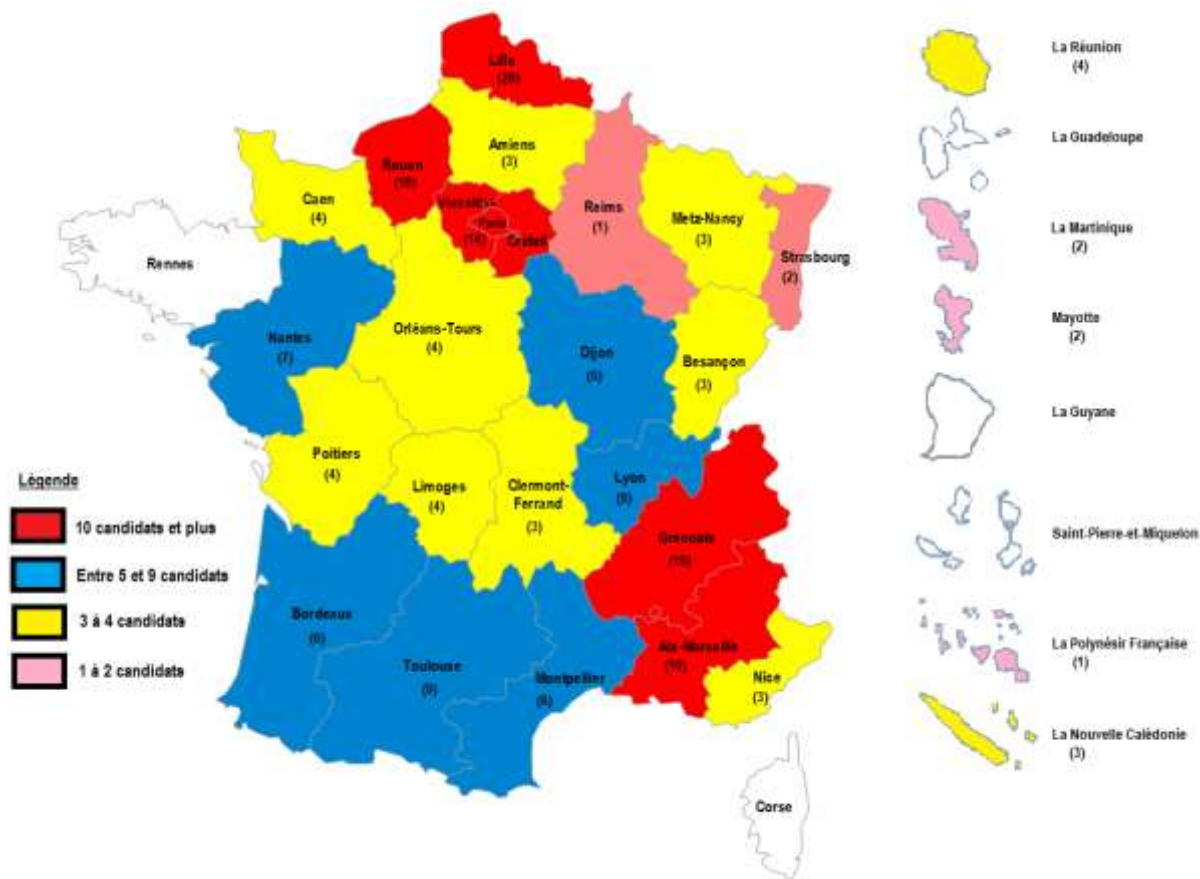 Lille
(20)
Amiens
(3)
Rouen
Caen
(4)
Reims
(1)
Metz-Nancy
(3)
Strasbourg
(2)
Versailles
Paris
Créteil
Rennes
Nantes
(7)
Orléans-Tours
(4)
Dijon
Besançon
(3)
Poitiers
(4)
Limoges
(4)
Clermont-
Ferrand
(3)
Lyon
Grenoble
Bordeaux
Toulouse
Montpellier
Aix-Marseille
Nice
(3)
Corse
Légende
10 candidats et plus
Entre 5 et 9 candidats
3 à 4 candidats
1 à 2 candidats
La Réunion
(4)
La Guadeloupe
La Martinique
(2)
Mayotte
(2)
La Guyane
Saint-Pierre-et-Miquelon
La Polynésir Française
(1)
La Nouvelle Calédonie
(3)